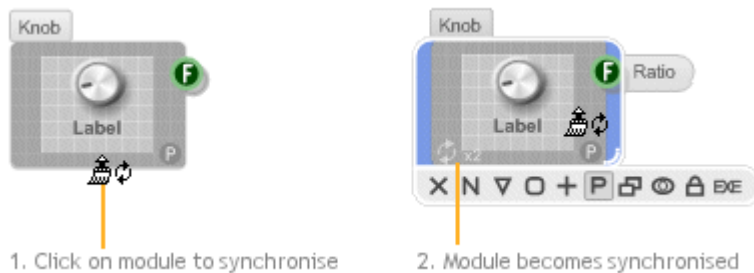 Knob
F
Label
P
1. Click on module to synchronise
Knob
F Ratio
Label
x2 P
N P EXE
2. Module becomes synchronised